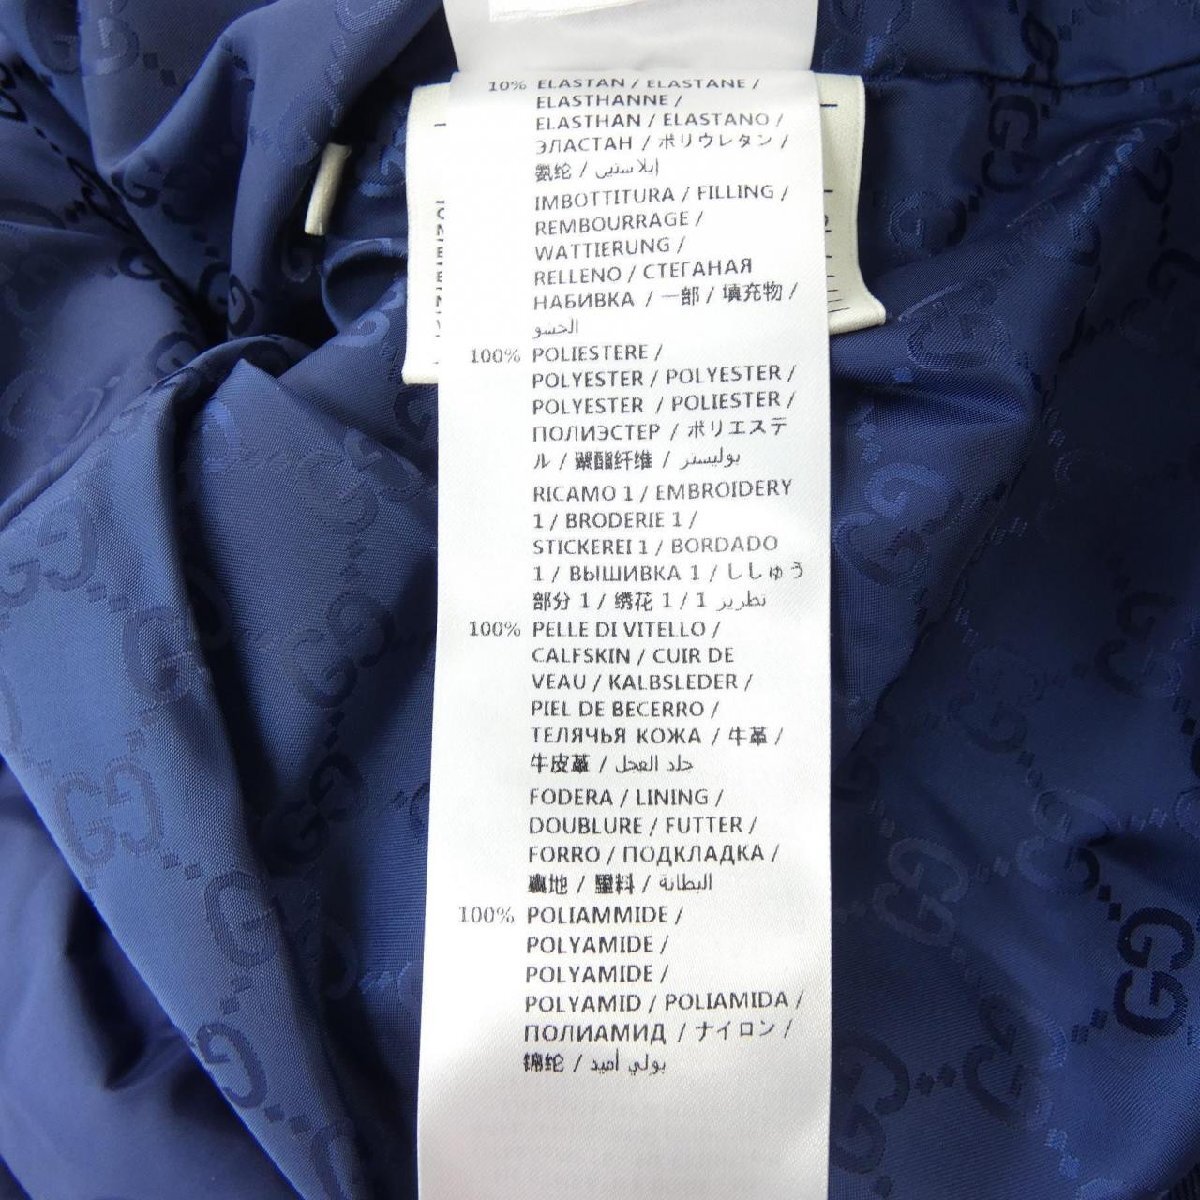 10% ELASTAN / ELASTANE /
ELASTHANNE /
ELASTHAN / ELASTANO /
ЭЛАСТАН / ポリウレタン /
氨纶 / إيلاستين
IMBOTTITURA / FILLING /
REMBOURRAGE /
WATTIERUNG /
RELLENO / СТЕГАНАЯ
НАБИВКА / 一部 / 填充物 /
الحشو
100% POLIESTERE /
POLYESTER / POLYESTER /
POLYESTER / POLIESTER /
ПОЛИЭСТЕР / ポリエステ
ル / 聚酯纤维 / بوليستر
RICAMO 1 / EMBROIDERY
1 / BRODERIE 1 /
STICKEREI 1 / BORDADO
1 / ВЫШИВКА 1 / ししゅう
部分 1 / 绣花 1 / تطريز 1
100% PELLE DI VITELLO /
CALFSKIN / CUIR DE
VEAU / KALBSLEDER /
PIEL DE BECERRO /
ТЕЛЯЧЬЯ КОЖА / 牛革 /
牛皮革 / جلد العجل
FODERA / LINING /
DOUBLURE / FUTTER /
FORRO / ПОДКЛАДКА /
裏地 / 里料 / البطانة
100% POLIAMMIDE /
POLYAMIDE /
POLYAMIDE /
POLYAMID / POLIAMIDA /
ПОЛИАМИД / ナイロン /
锦纶 / بولي أميد